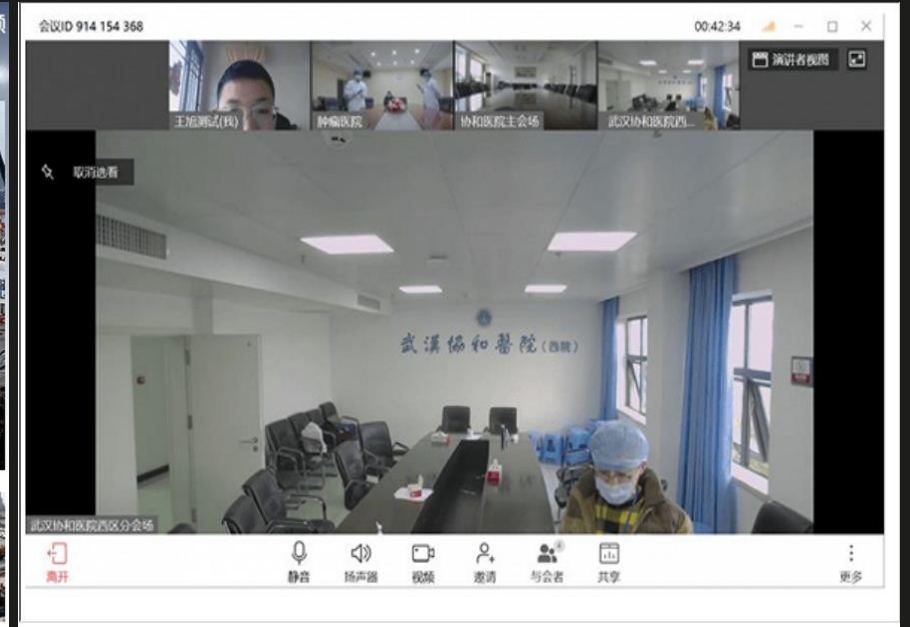 会议ID 914 154 368
00:42:34
演讲者视图
王旭测试(我)
肿瘤医院
协和医院主会场
武汉协和医院西...
取消选看
武漢協和醫院(西院)
武汉协和医院西区分会场
离开
静音
扬声器
视频
邀请
与会者
4
共享
更多